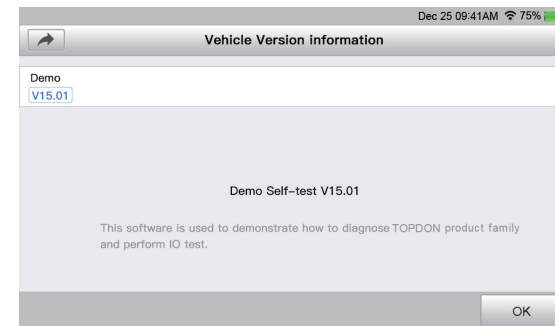 Dec 25 09:41AM 75%
Vehicle Version information
Demo
V15.01
Demo Self-test V15.01
This software is used to demonstrate how to diagnose TOPDON product family
and perform IO test.
OK